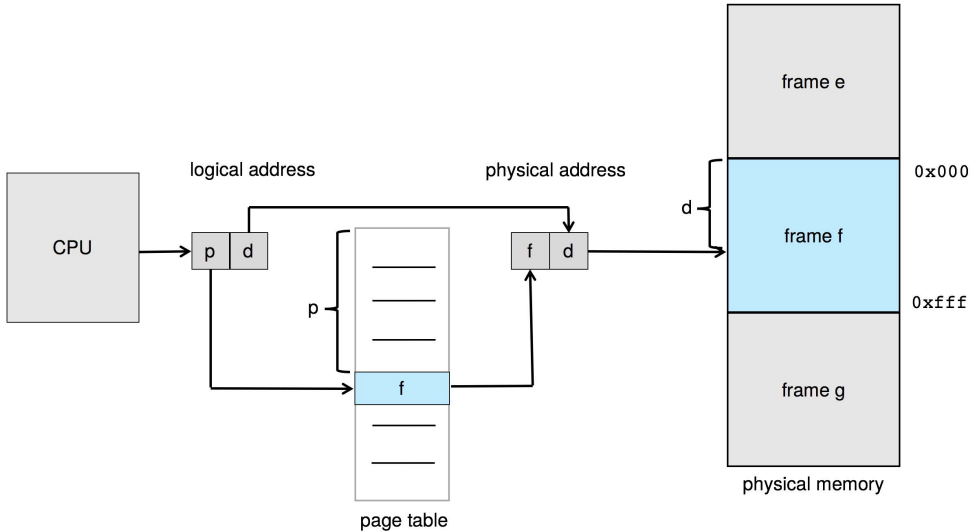 frame e
logical address
physical address
0x000
CPU
p
d
f
d
d
frame f
p
0xfff
f
frame g
page table
physical memory